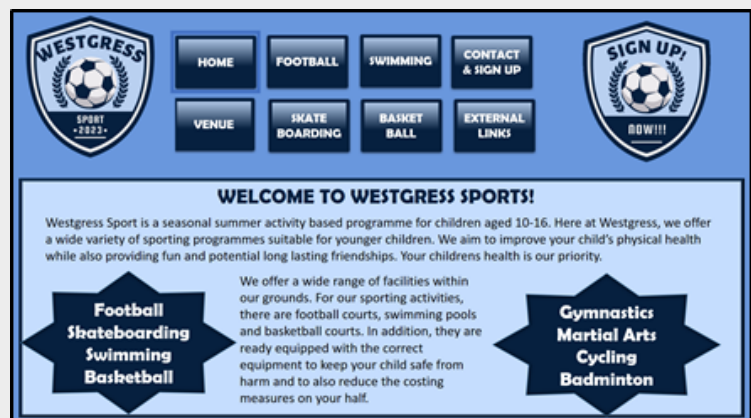 WESTGRESS
SPORT
•2023•
HOME
FOOTBALL
SWIMMING
CONTACT
& SIGN UP
VENUE
SKATE
BOARDING
BASKET
BALL
EXTERNAL
LINKS
SIGN UP!
NOW!!!
WELCOME TO WESTGRESS SPORTS!
Westgress Sport is a seasonal summer activity based programme for children aged 10-16. Here at Westgress, we offer
a wide variety of sporting programmes suitable for younger children. We aim to improve your child's physical health
while also providing fun and potential long lasting friendships. Your childrens health is our priority.
Football
Skateboarding
Swimming
Basketball
We offer a wide range of facilities within
our grounds. For our sporting activities,
there are football courts, swimming pools
and basketball courts. In addition, they are
ready equipped with the correct
equipment to keep your child safe from
harm and to also reduce the costing
measures on your half.
Gymnastics
Martial Arts
Cycling
Badminton